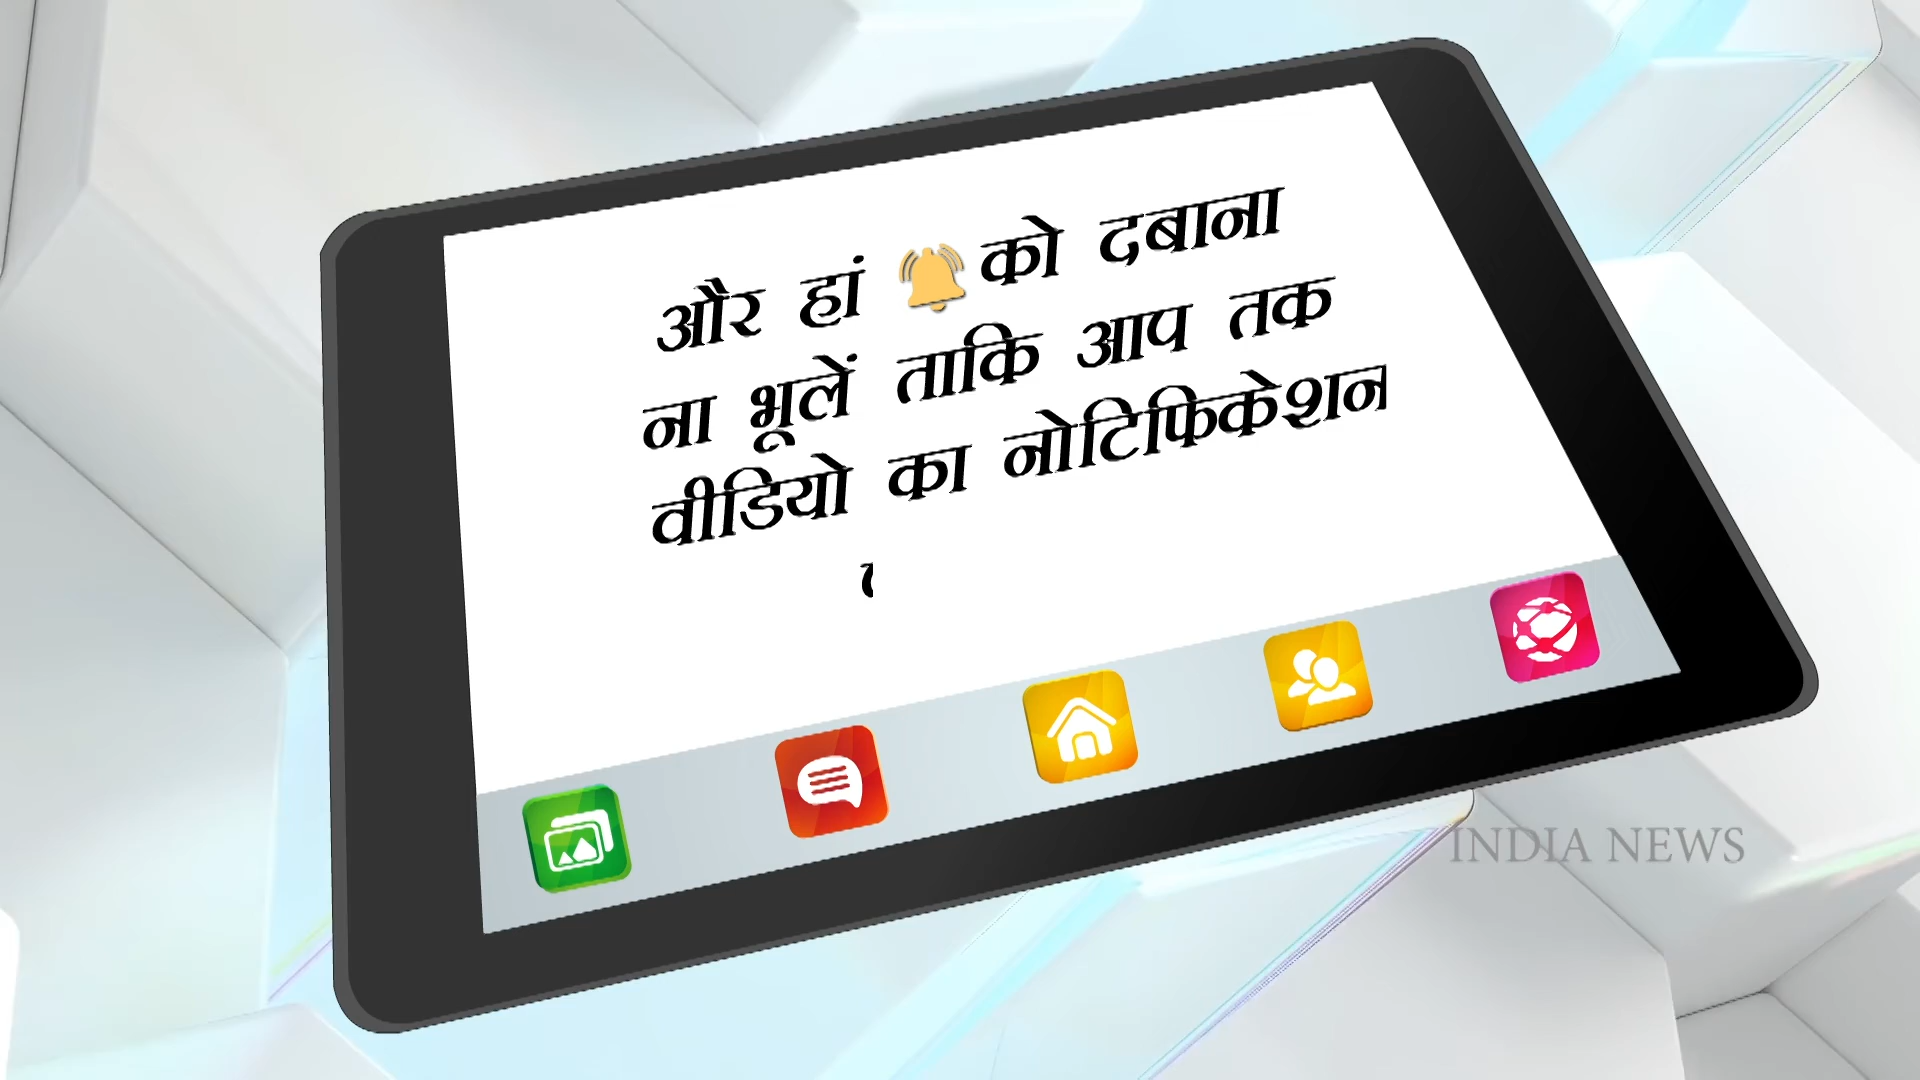 और हां 🔔 को दबाना
ना भूलें ताकि आप तक
वीडियो का नोटिफिकेशन
INDIA NEWS